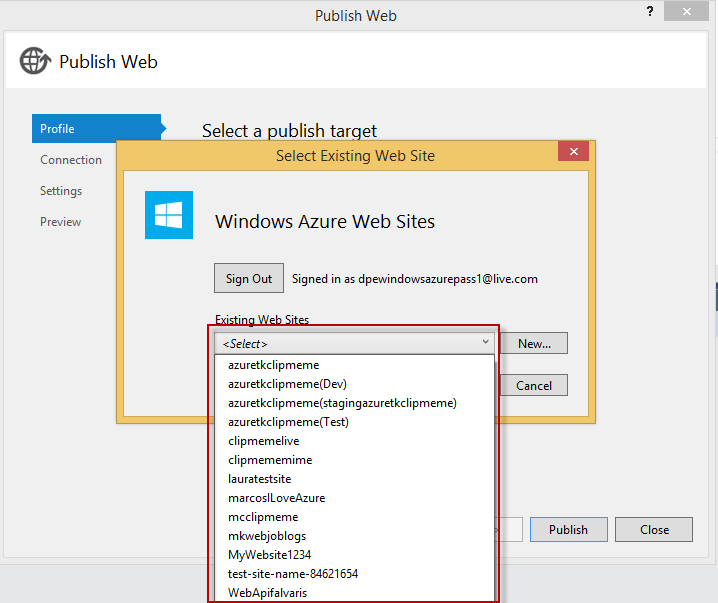 Publish Web
?
Publish Web
Profile
Select a publish target
Connection
Settings
Preview
Select Existing Web Site
Windows Azure Web Sites
Sign Out
Signed in as dpewindowsazurepass1@live.com
Existing Web Sites
<Select>
New...
azuretkclipmeme
azuretkclipmeme(Dev)
Cancel
azuretkclipmeme(stagingazuretkclipmeme)
azuretkclipmeme(Test)
clipmemelive
clipmememime
lauratestsite
marcosILoveAzure
mcclipmeme
mkwebjoblogs
Publish
Close
MyWebsite1234
test-site-name-84621654
WebApifalvaris